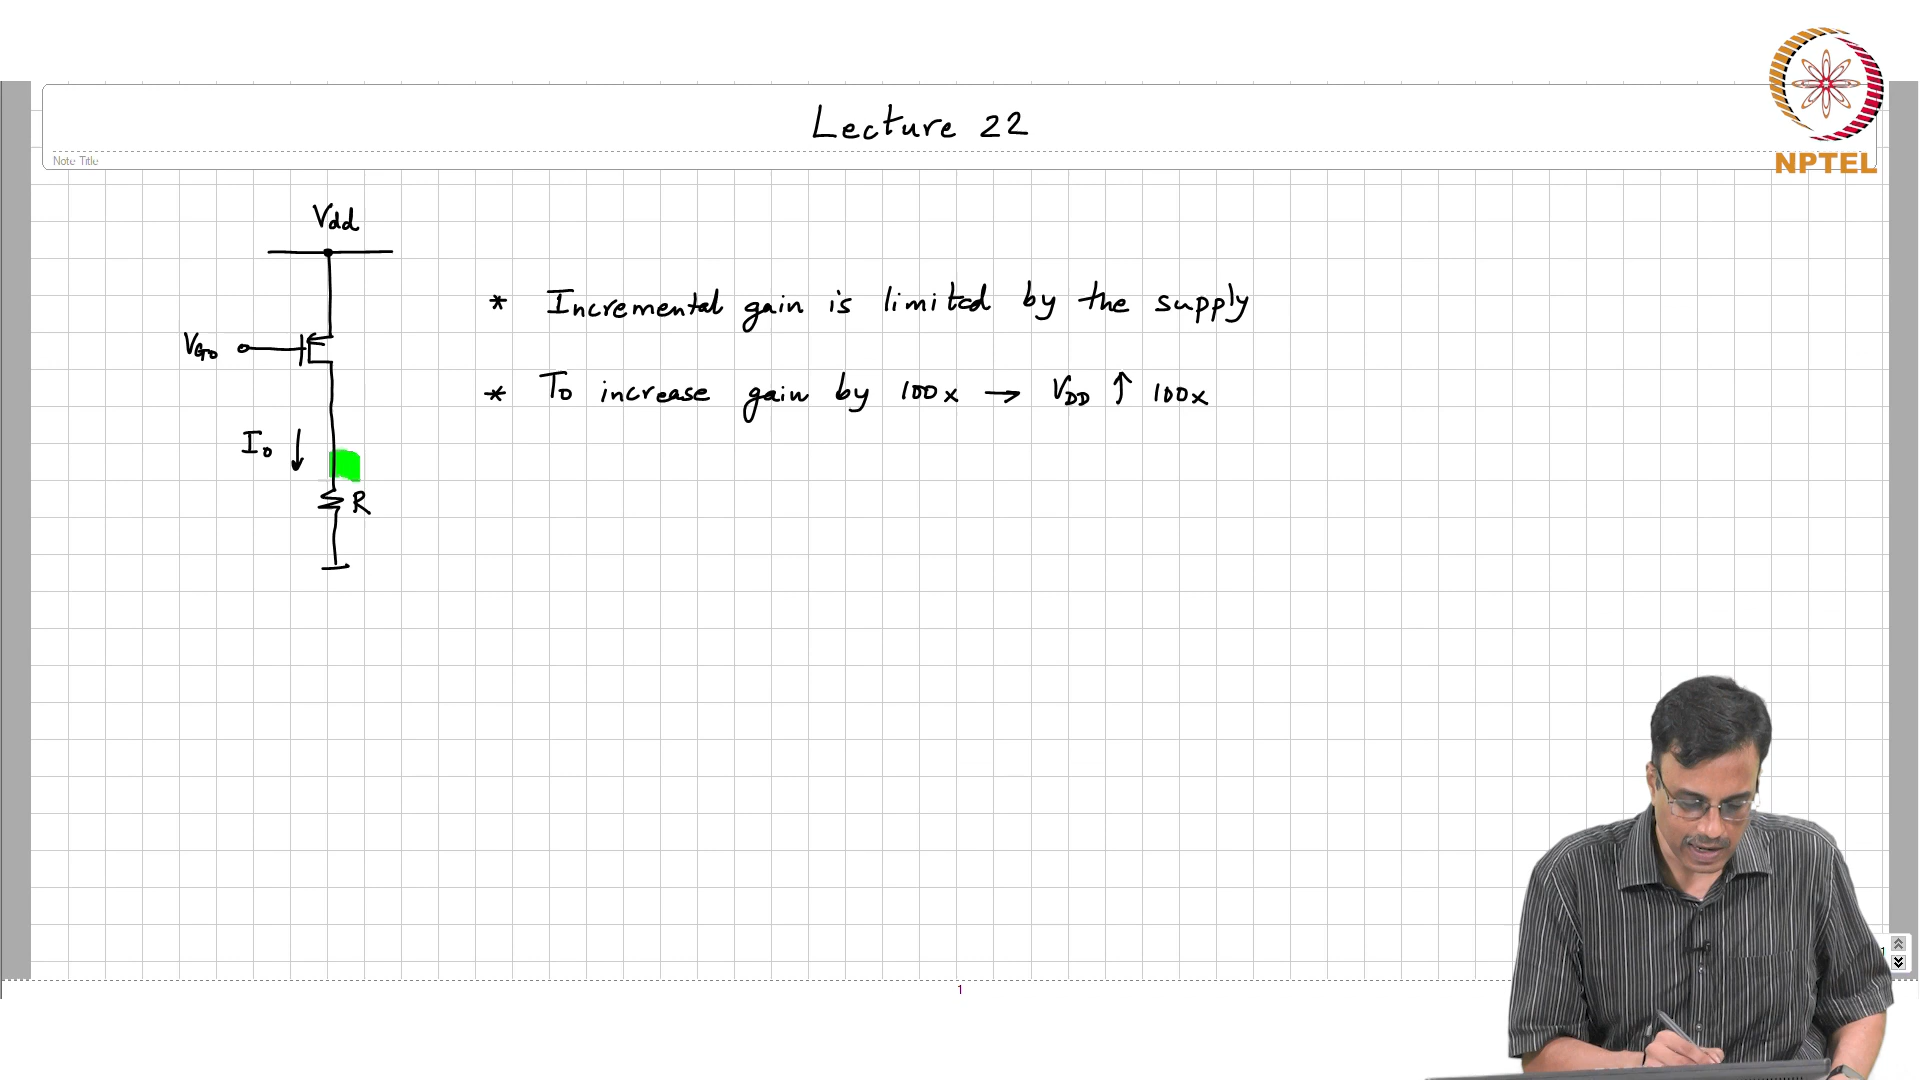 Lecture 22
Note Title
NPTEL
Vdd
* Incremental gain is limited by the supply
VG0
* To increase gain by 100x → VDD ↑ 100x
I0
R
1
1